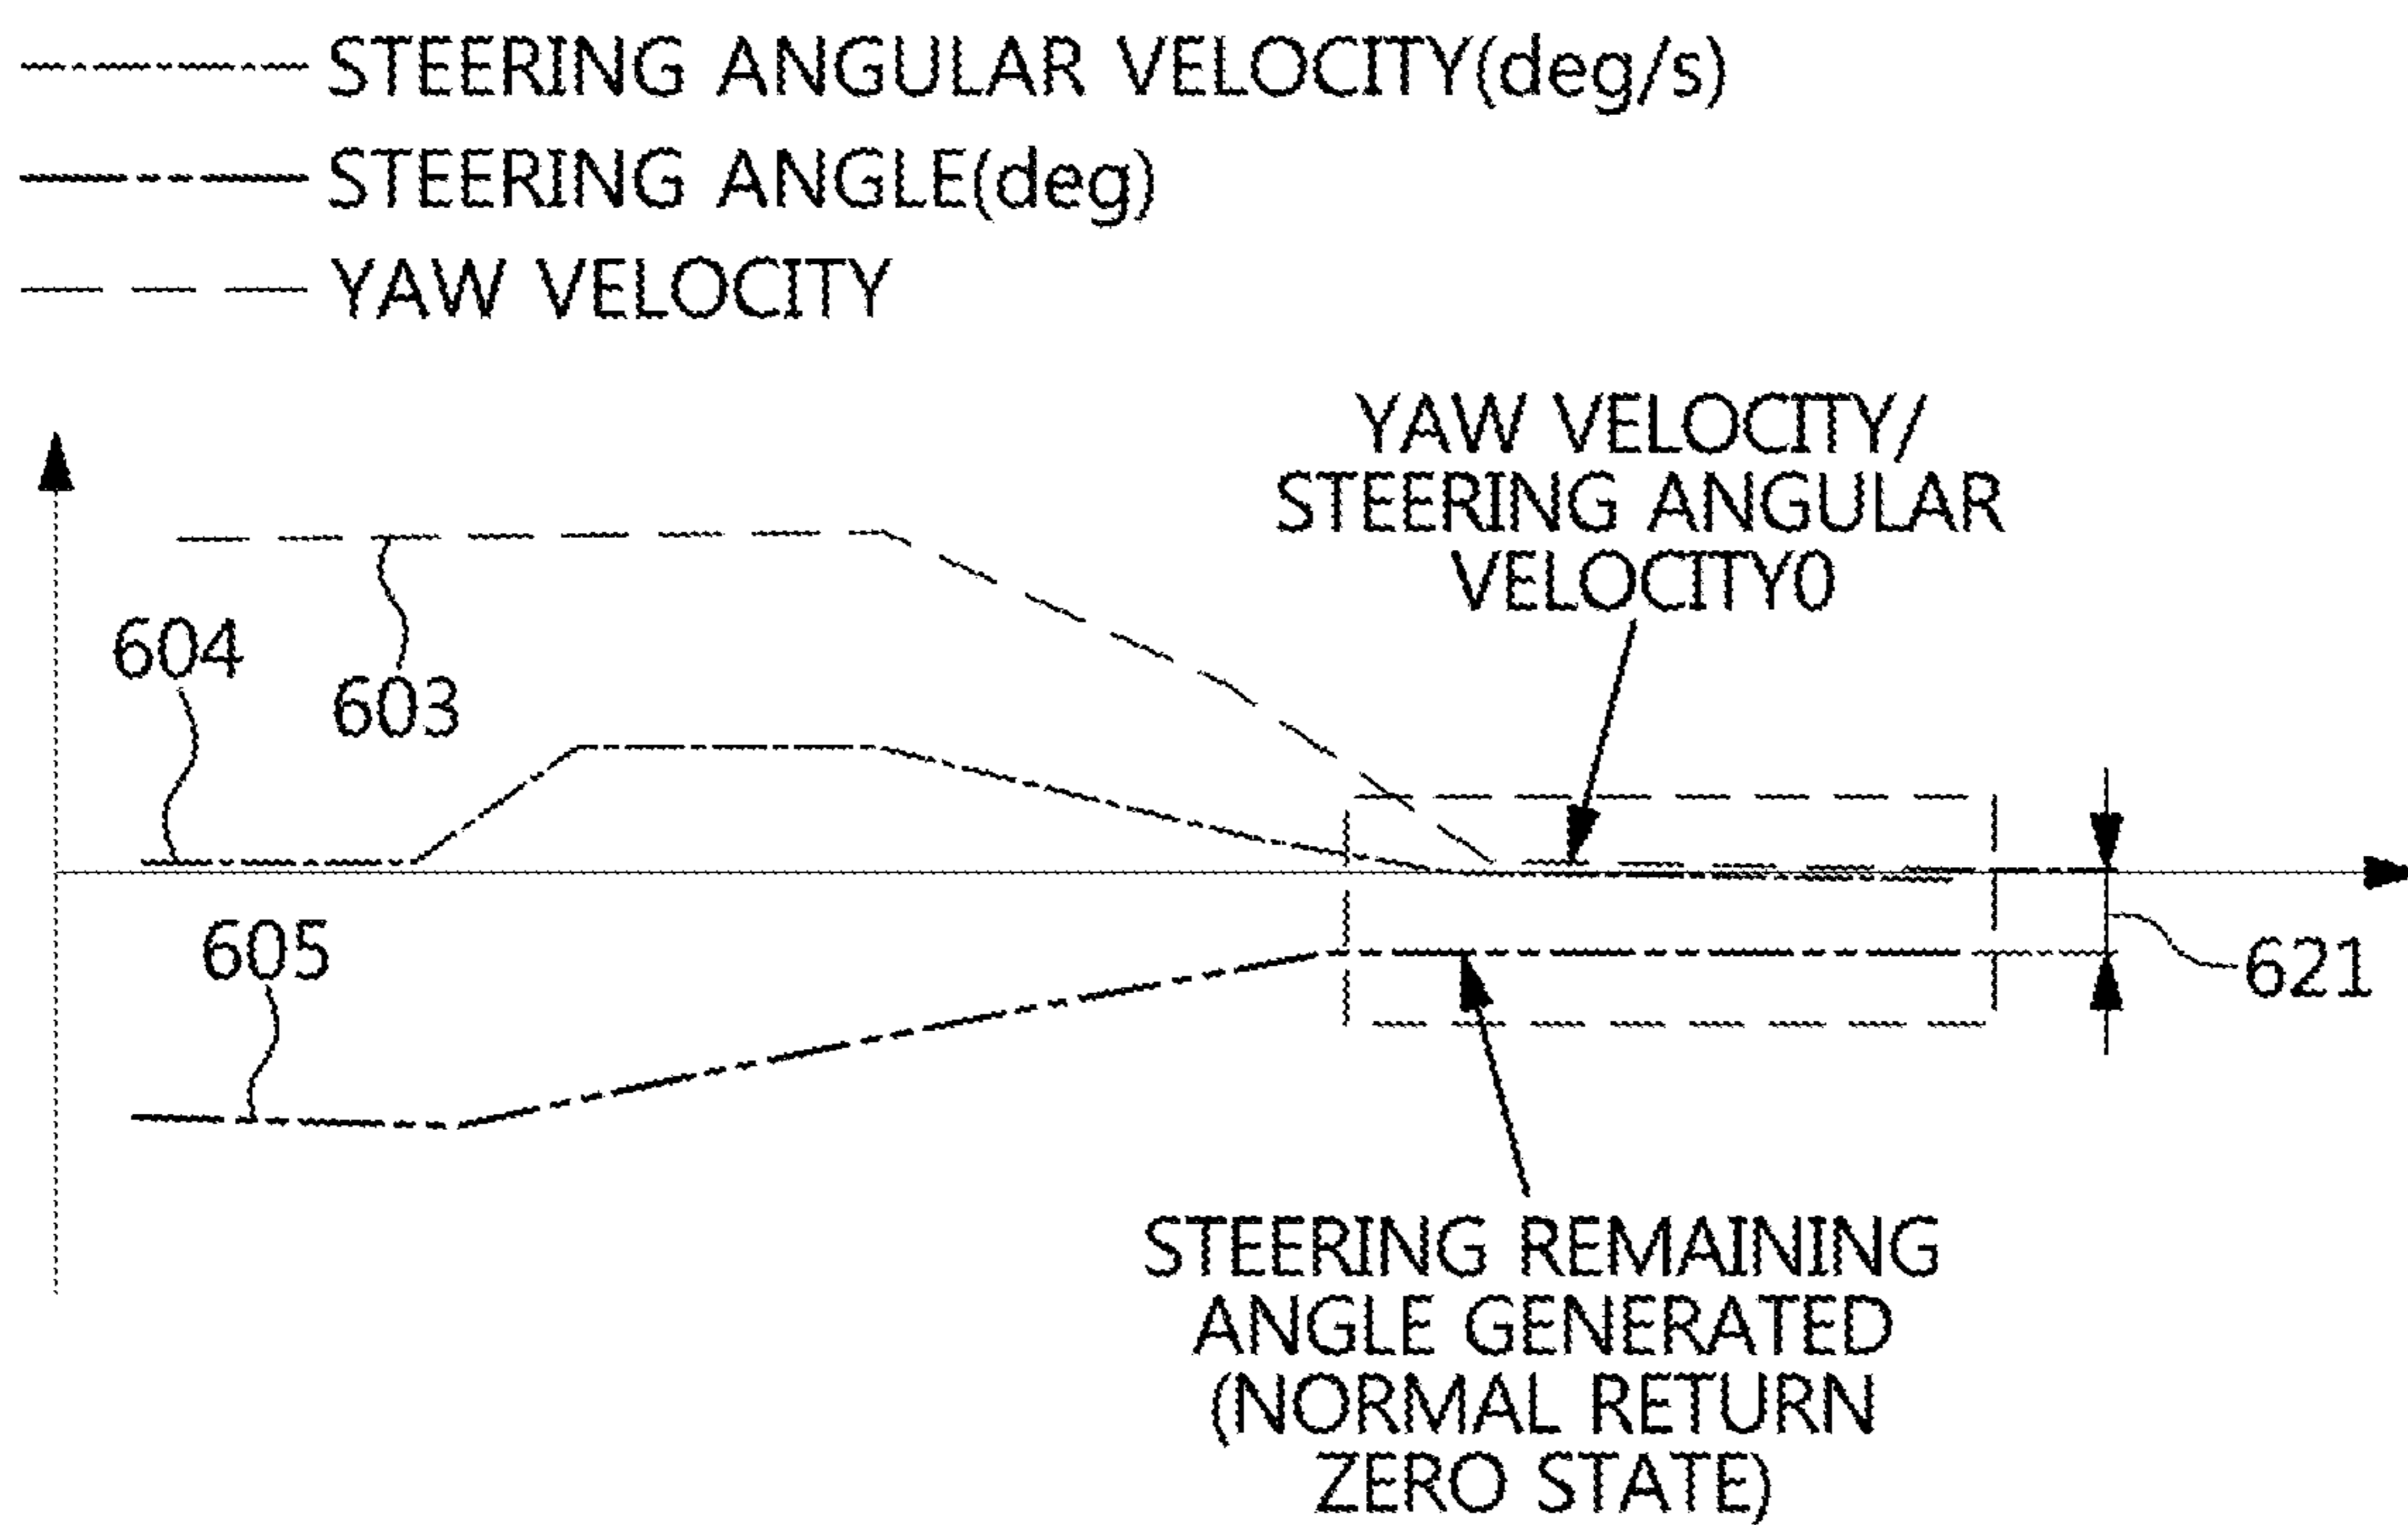 STEERING ANGULAR VELOCITY(deg/s)
STEERING ANGLE(deg)
YAW VELOCITY
YAW VELOCITY/
STEERING ANGULAR
VELOCITY0
604
603
605
621
STEERING REMAINING
ANGLE GENERATED
(NORMAL RETURN
ZERO STATE)